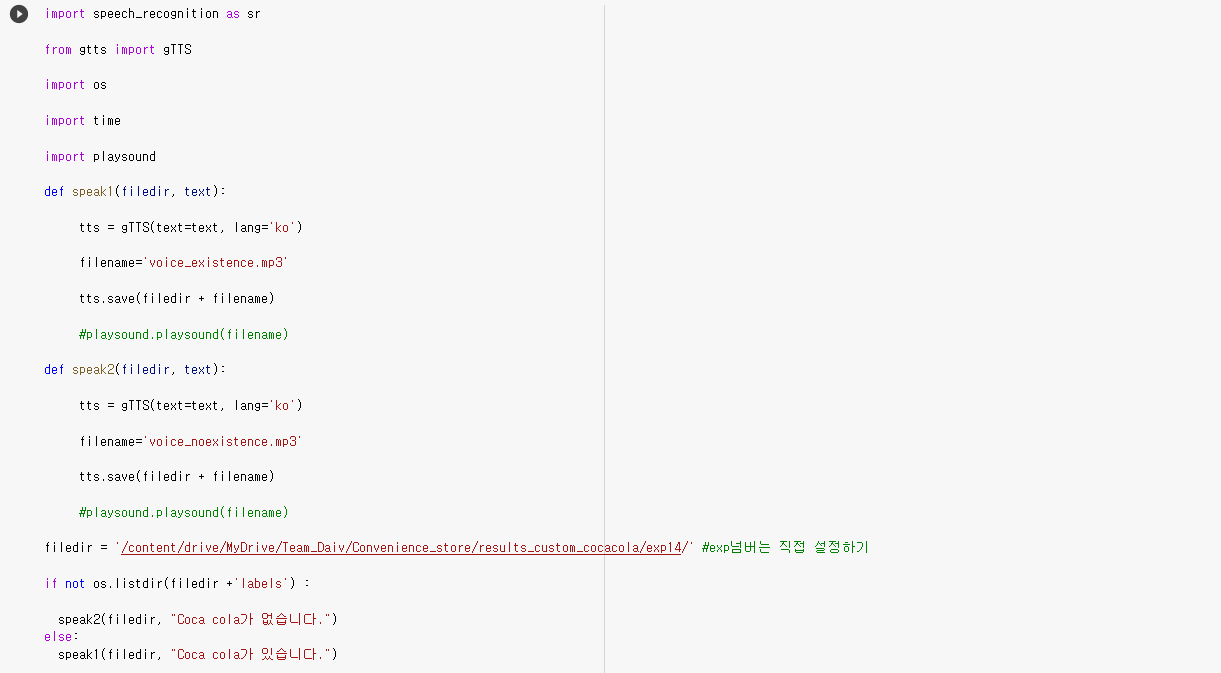 import speech_recognition as sr
from gtts import gTTS
import os
import time
import playsound
def speak1(filedir, text):
tts = gTTS(text=text, lang='ko')
filename='voice_existence.mp3'
tts.save(filedir + filename)
#playsound.playsound(filename)
def speak2(filedir, text):
tts = gTTS(text=text, lang='ko')
filename='voice_noexistence.mp3'
tts.save(filedir + filename)
#playsound.playsound(filename)
filedir = '/content/drive/MyDrive/Team_Daiv/Convenience_store/results_custom_cocacola/exp14/' #exp넘버는 직접 설정하기
if not os.listdir(filedir +'labels') :
speak2(filedir, "Coca cola가 없습니다.")
else:
speak1(filedir, "Coca cola가 있습니다.")